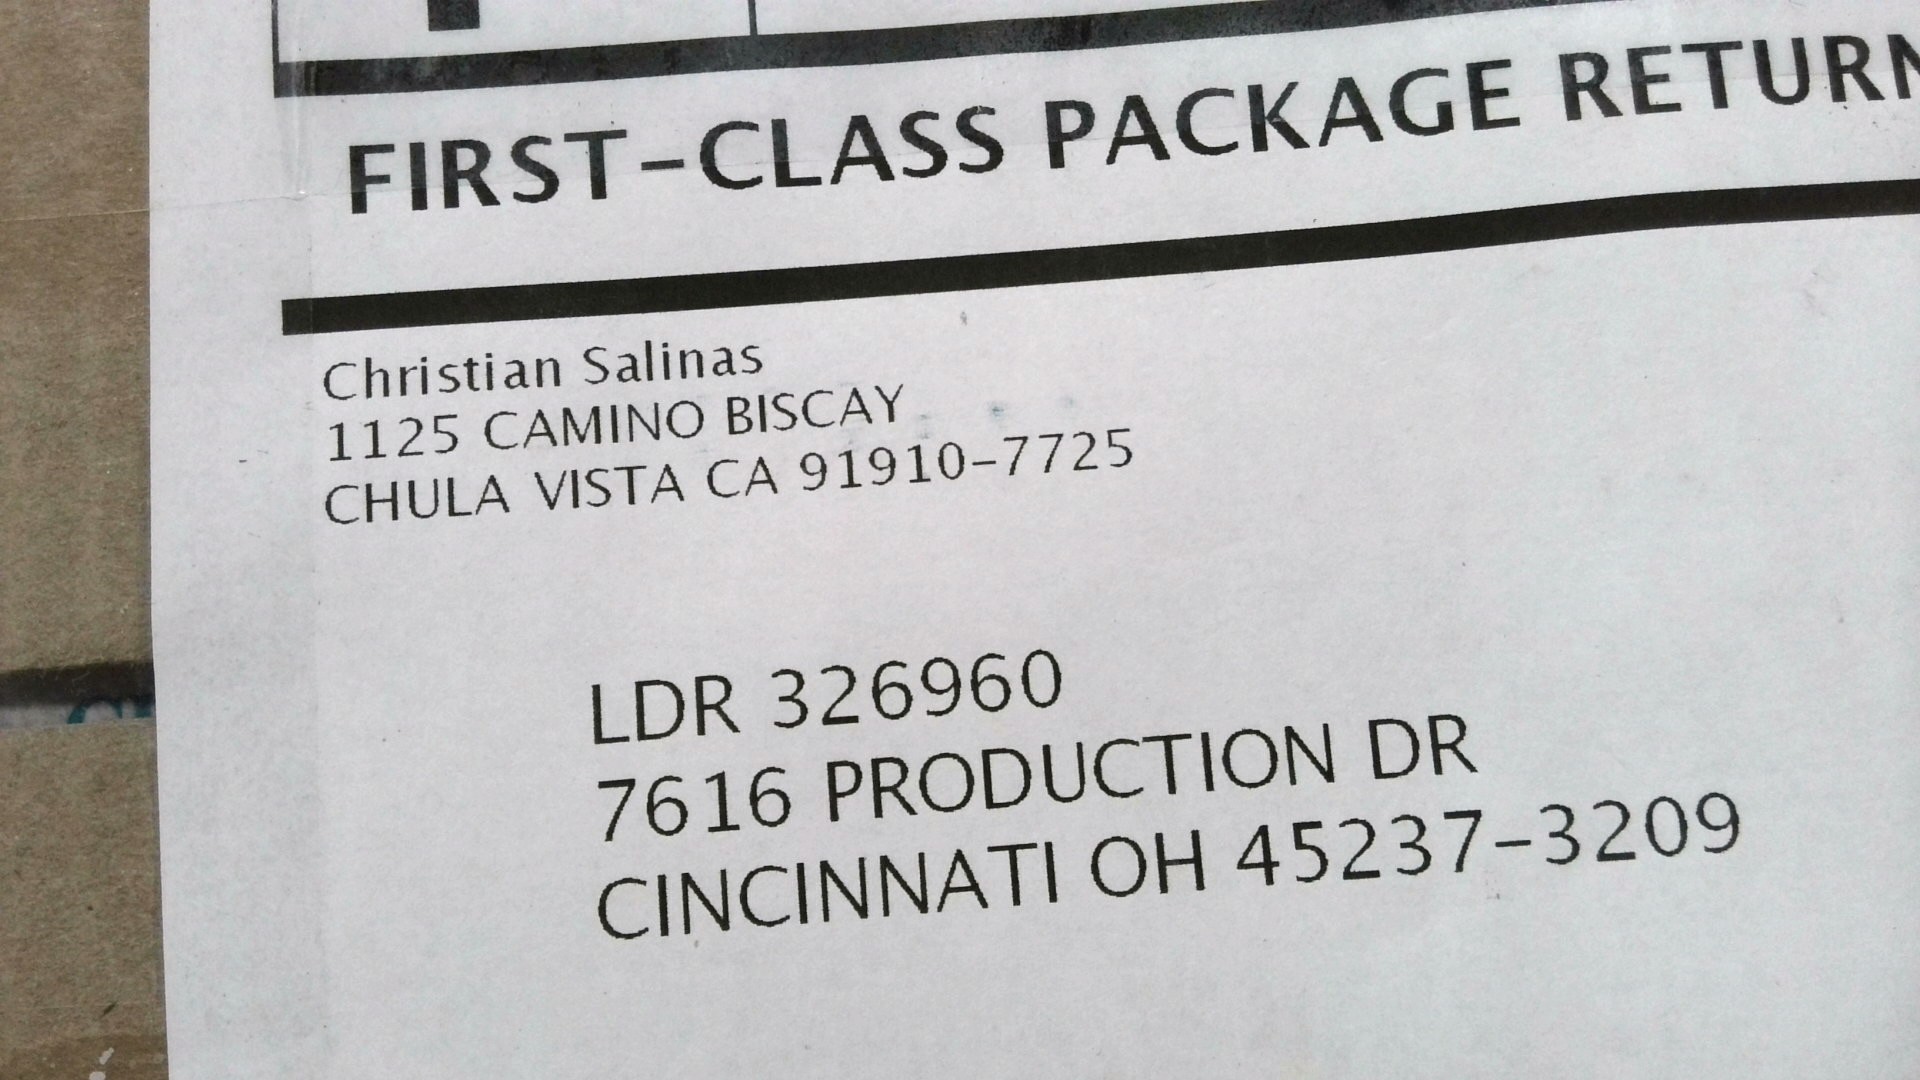 FIRST-CLASS PACKAGE RETURN
Christian Salinas
1125 CAMINO BISCAY
CHULA VISTA CA 91910-7725
LDR 326960
7616 PRODUCTION DR
CINCINNATI OH 45237-3209